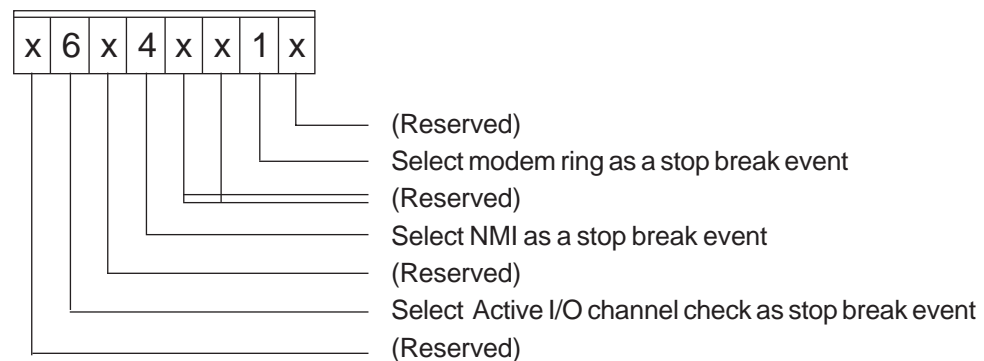 x 6 x 4 x x 1 x
(Reserved)
Select modem ring as a stop break event
(Reserved)
Select NMI as a stop break event
(Reserved)
Select Active I/O channel check as stop break event
(Reserved)